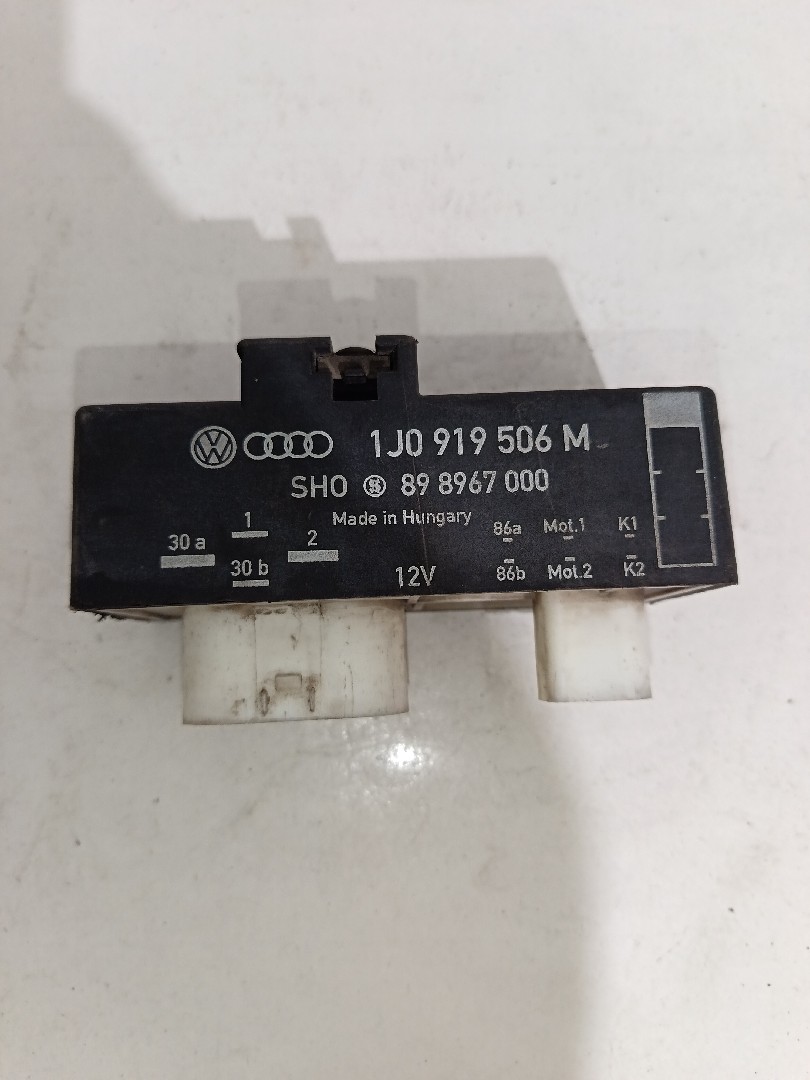 1J0 919 506 M
SHO 89 8967 000
Made in Hungary
30 a 1 2 86a Mot.1 K1
30 b 12V 86b Mot.2 K2